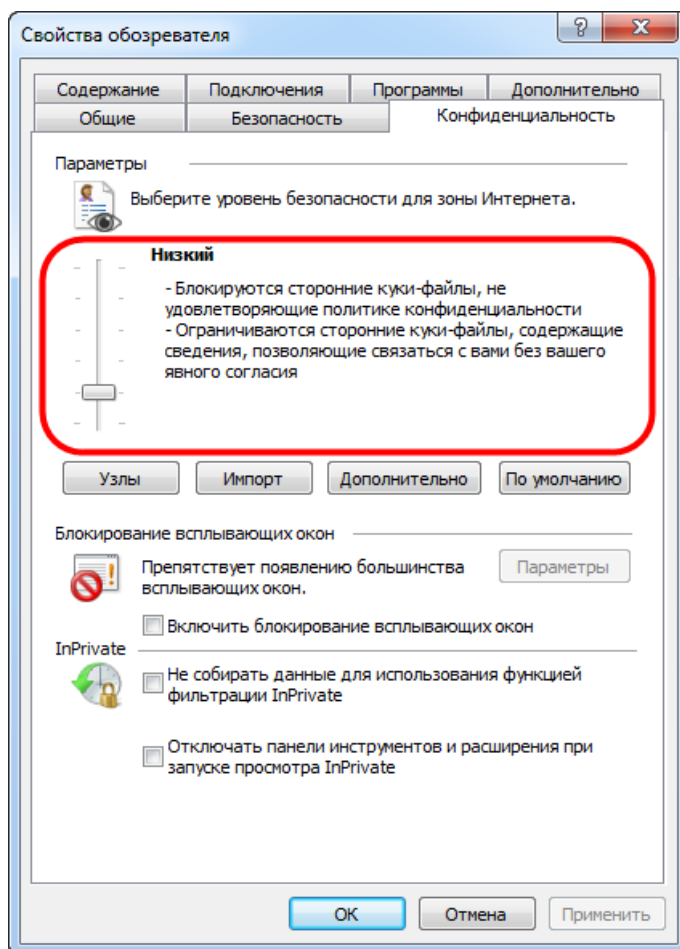 Свойства обозревателя
Содержание Подключения Программы Дополнительно
Общие Безопасность Конфиденциальность
Параметры
Выберите уровень безопасности для зоны Интернета.
Низкий
- Блокируются сторонние куки-файлы, не
удовлетворяющие политике конфиденциальности
- Ограничиваются сторонние куки-файлы, содержащие
сведения, позволяющие связаться с вами без вашего
явного согласия
Узлы Импорт Дополнительно По умолчанию
Блокирование всплывающих окон
Препятствует появлению большинства
всплывающих окон.
Параметры
Включить блокирование всплывающих окон
InPrivate
Не собирать данные для использования функцией
фильтрации InPrivate
Отключать панели инструментов и расширения при
запуске просмотра InPrivate
ОК Отмена Применить